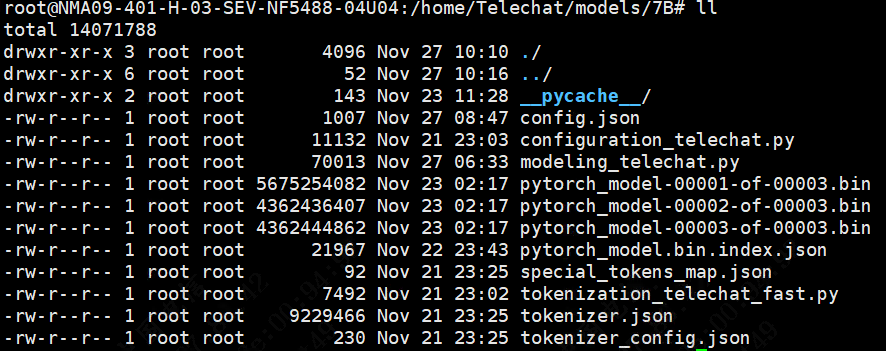 root@NMA09-401-H-03-SEV-NF5488-04U04:/home/Telechat/models/7B# ll
total 14071788
drwxr-xr-x 3 root root       4096 Nov 27 10:10 ./
drwxr-xr-x 6 root root         52 Nov 27 10:16 ../
drwxr-xr-x 2 root root        143 Nov 23 11:28 __pycache__/
-rw-r--r-- 1 root root       1007 Nov 27 08:47 config.json
-rw-r--r-- 1 root root      11132 Nov 21 23:03 configuration_telechat.py
-rw-r--r-- 1 root root      70013 Nov 27 06:33 modeling_telechat.py
-rw-r--r-- 1 root root 5675254082 Nov 23 02:17 pytorch_model-00001-of-00003.bin
-rw-r--r-- 1 root root 4362436407 Nov 23 02:17 pytorch_model-00002-of-00003.bin
-rw-r--r-- 1 root root 4362444862 Nov 23 02:17 pytorch_model-00003-of-00003.bin
-rw-r--r-- 1 root root      21967 Nov 22 23:43 pytorch_model.bin.index.json
-rw-r--r-- 1 root root         92 Nov 21 23:25 special_tokens_map.json
-rw-r--r-- 1 root root       7492 Nov 21 23:02 tokenization_telechat_fast.py
-rw-r--r-- 1 root root    9229466 Nov 21 23:25 tokenizer.json
-rw-r--r-- 1 root root        230 Nov 21 23:25 tokenizer_config.json